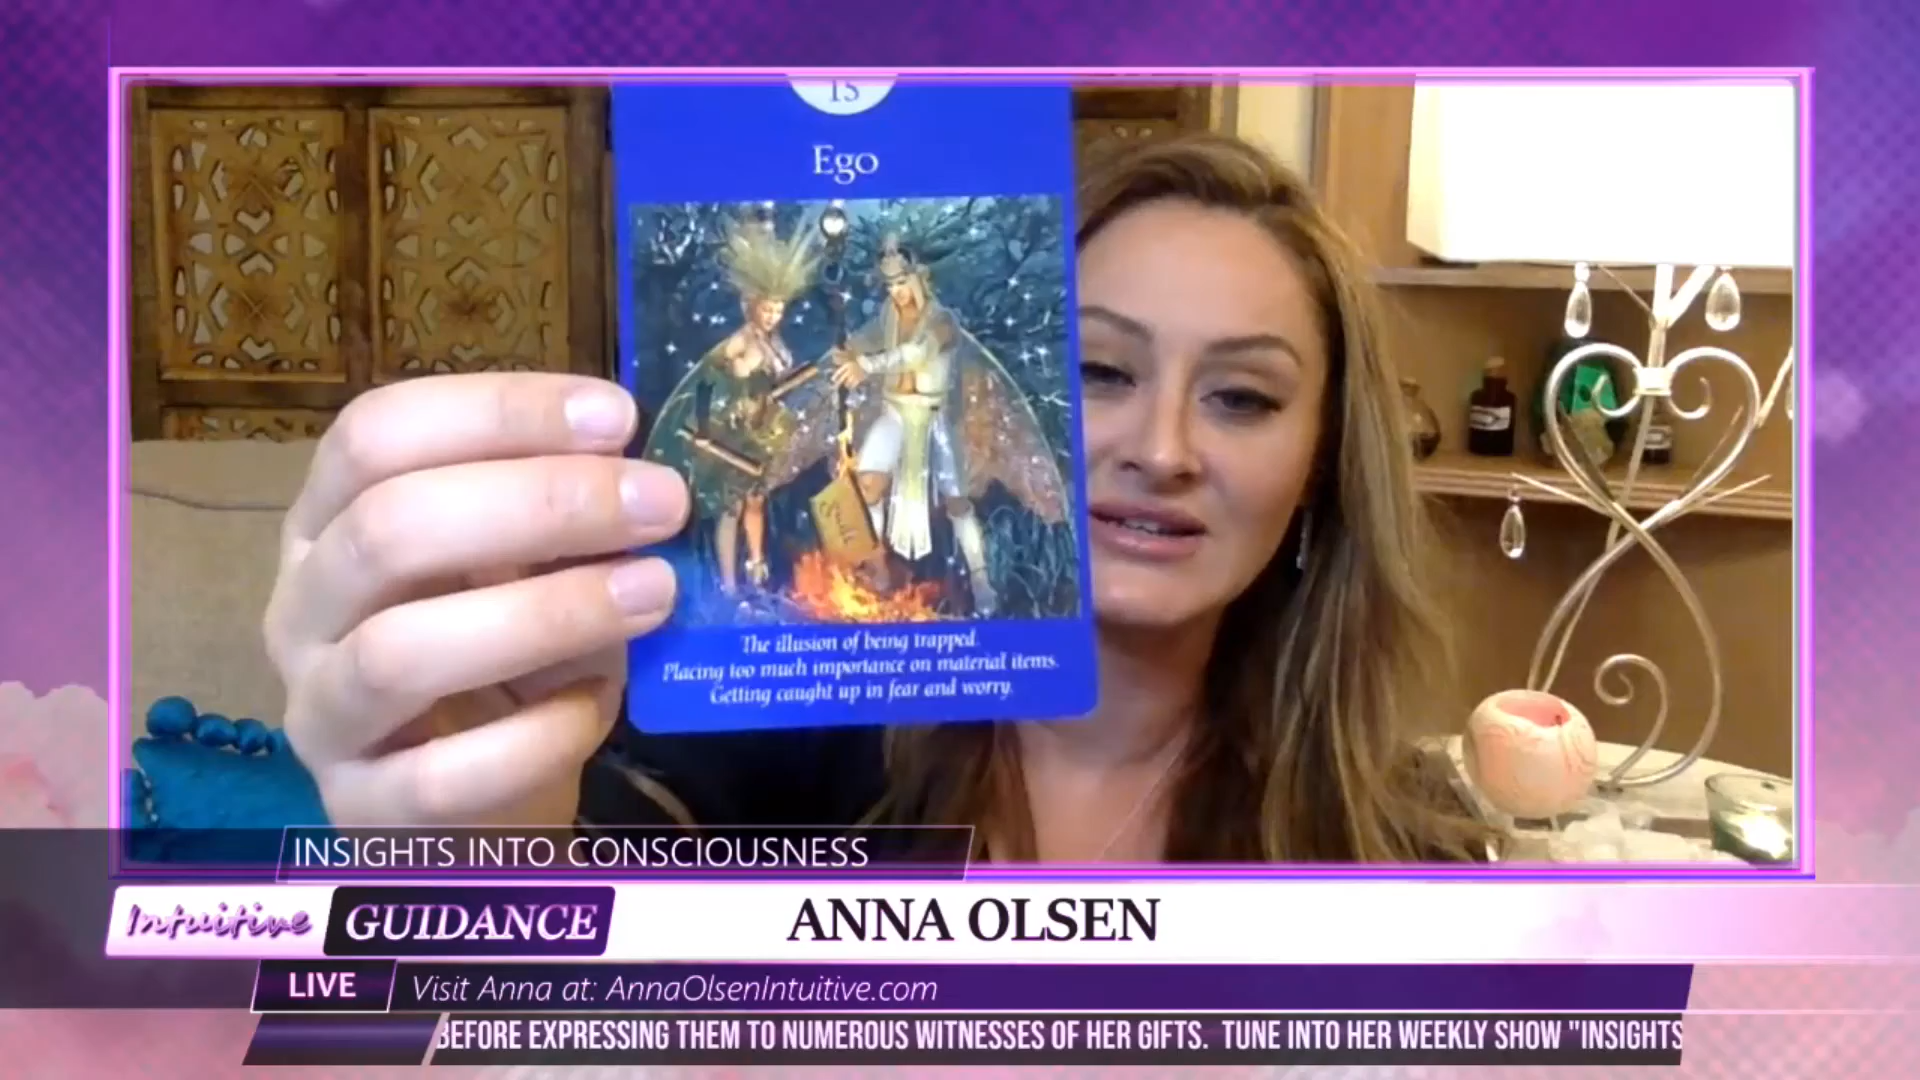 15
Ego
The illusion of being trapped.
Placing too much importance on material items.
Getting caught up in fear and worry.
INSIGHTS INTO CONSCIOUSNESS
Intuitive GUIDANCE
ANNA OLSEN
LIVE
Visit Anna at: AnnaOlsenIntuitive.com
BEFORE EXPRESSING THEM TO NUMEROUS WITNESSES OF HER GIFTS. TUNE INTO HER WEEKLY SHOW "INSIGHTS